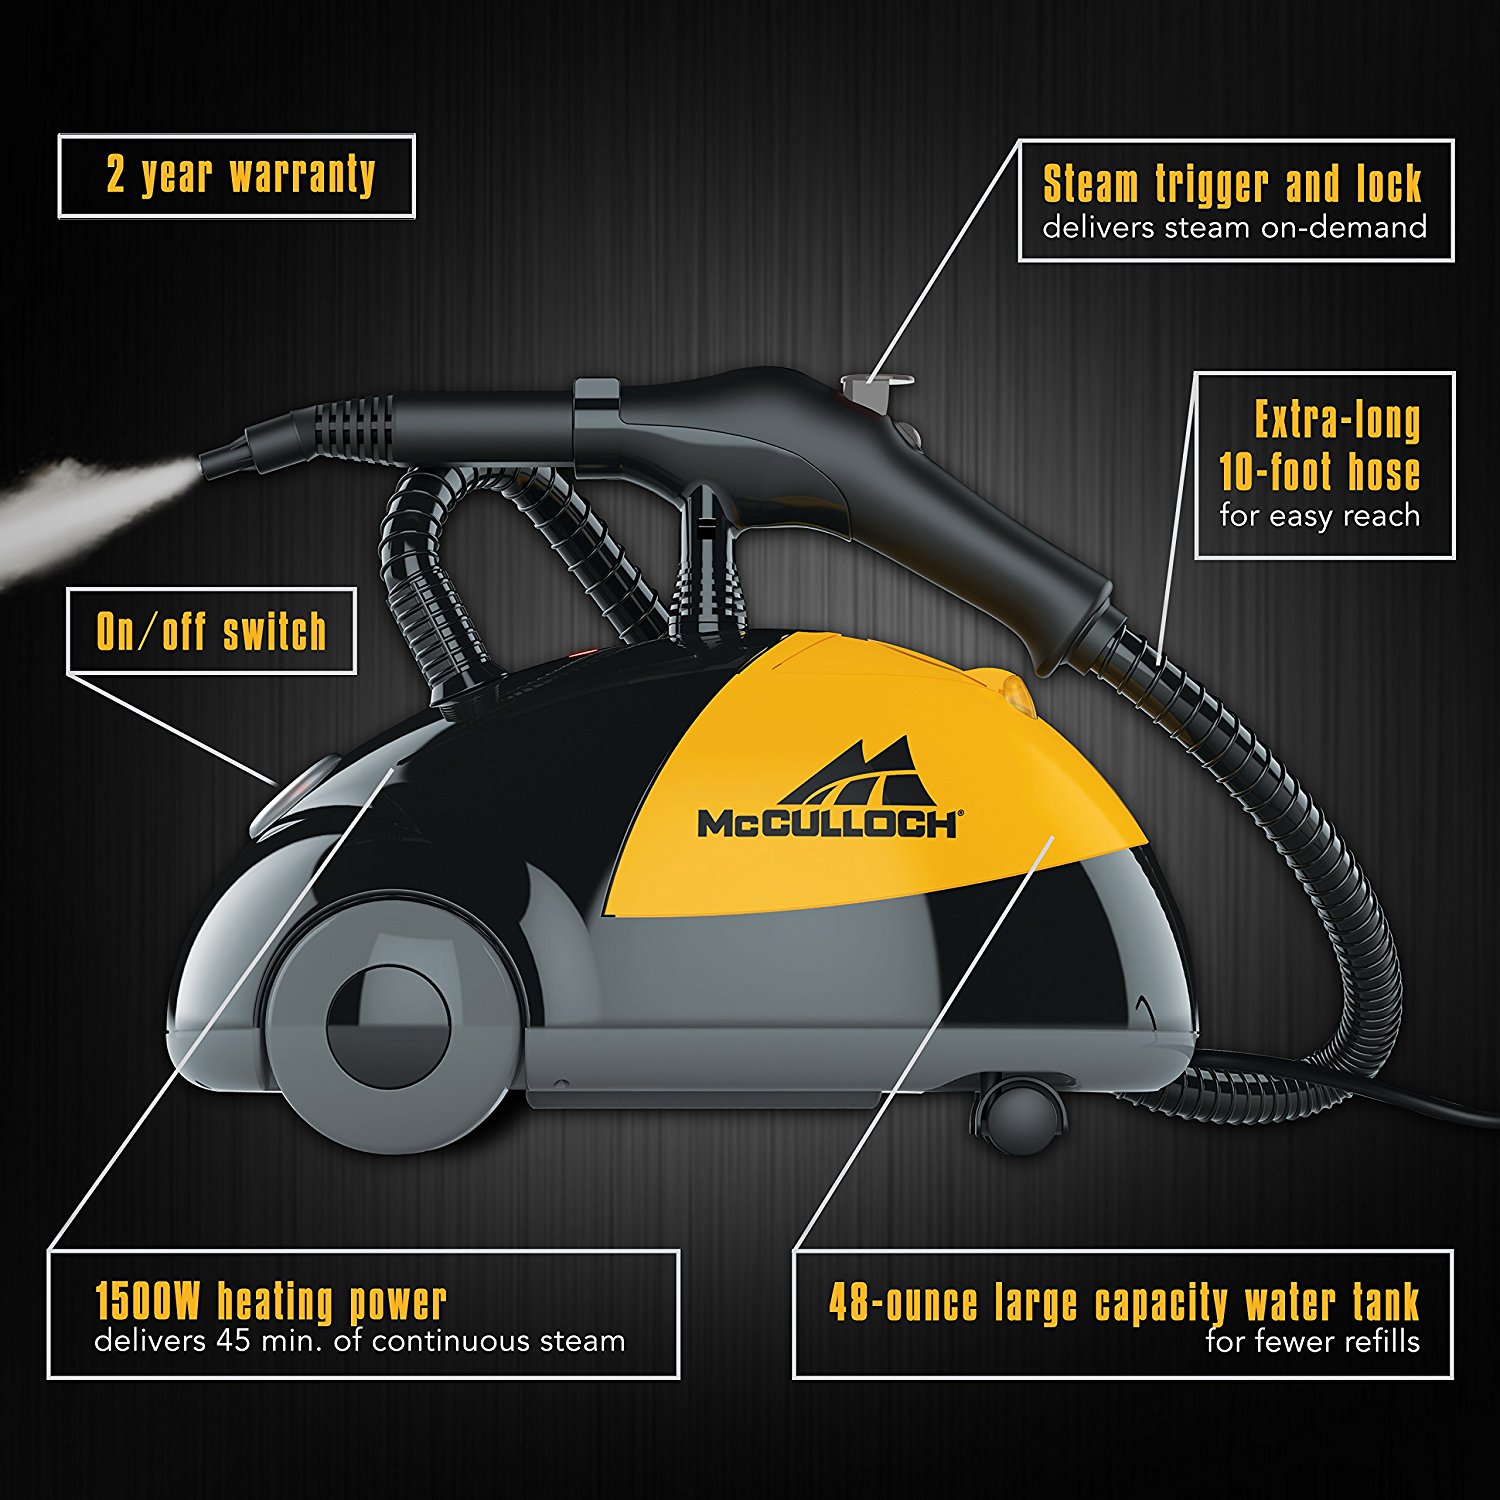 2 year warranty
Steam trigger and lock
delivers steam on-demand
Extra-long
10-foot hose
for easy reach
On/off switch
McCULLOCH®
1500W heating power
delivers 45 min. of continuous steam
48-ounce large capacity water tank
for fewer refills